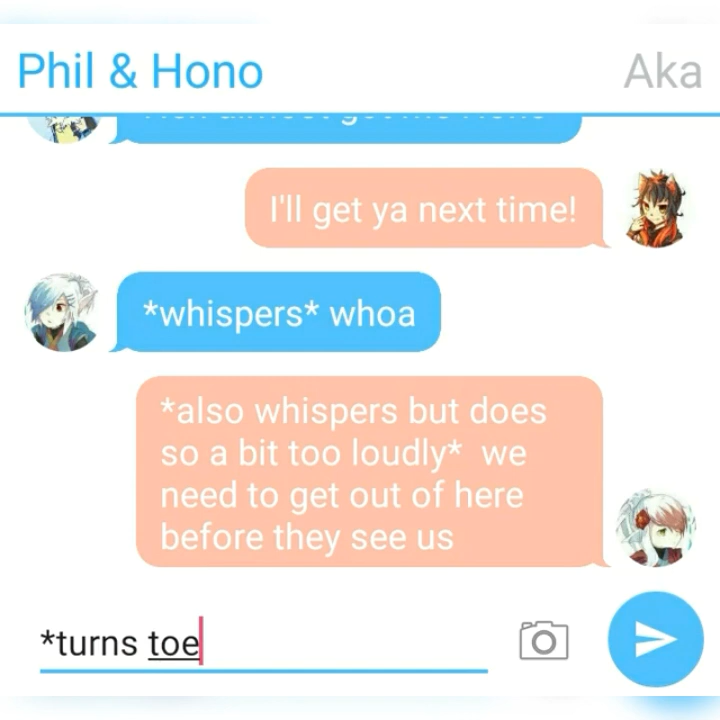 Phil & Hono
Aka
I'll get ya next time!
*whispers* whoa
*also whispers but does
so a bit too loudly*  we
need to get out of here
before they see us
*turns toe